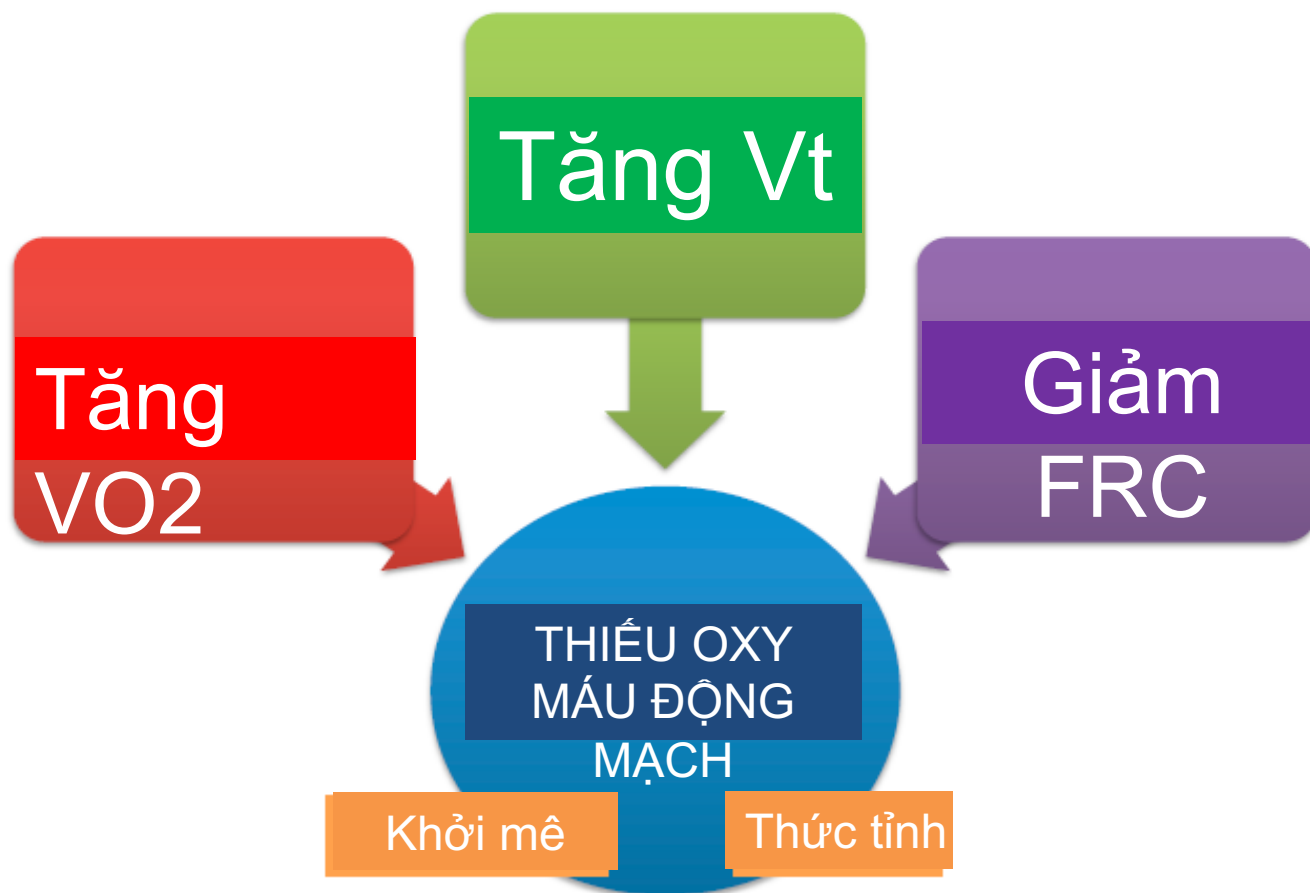 Tăng Vt
Tăng
VO2
Giảm
FRC
THIẾU OXY
MÁU ĐỘNG
MẠCH
Khởi mê
Thức tỉnh